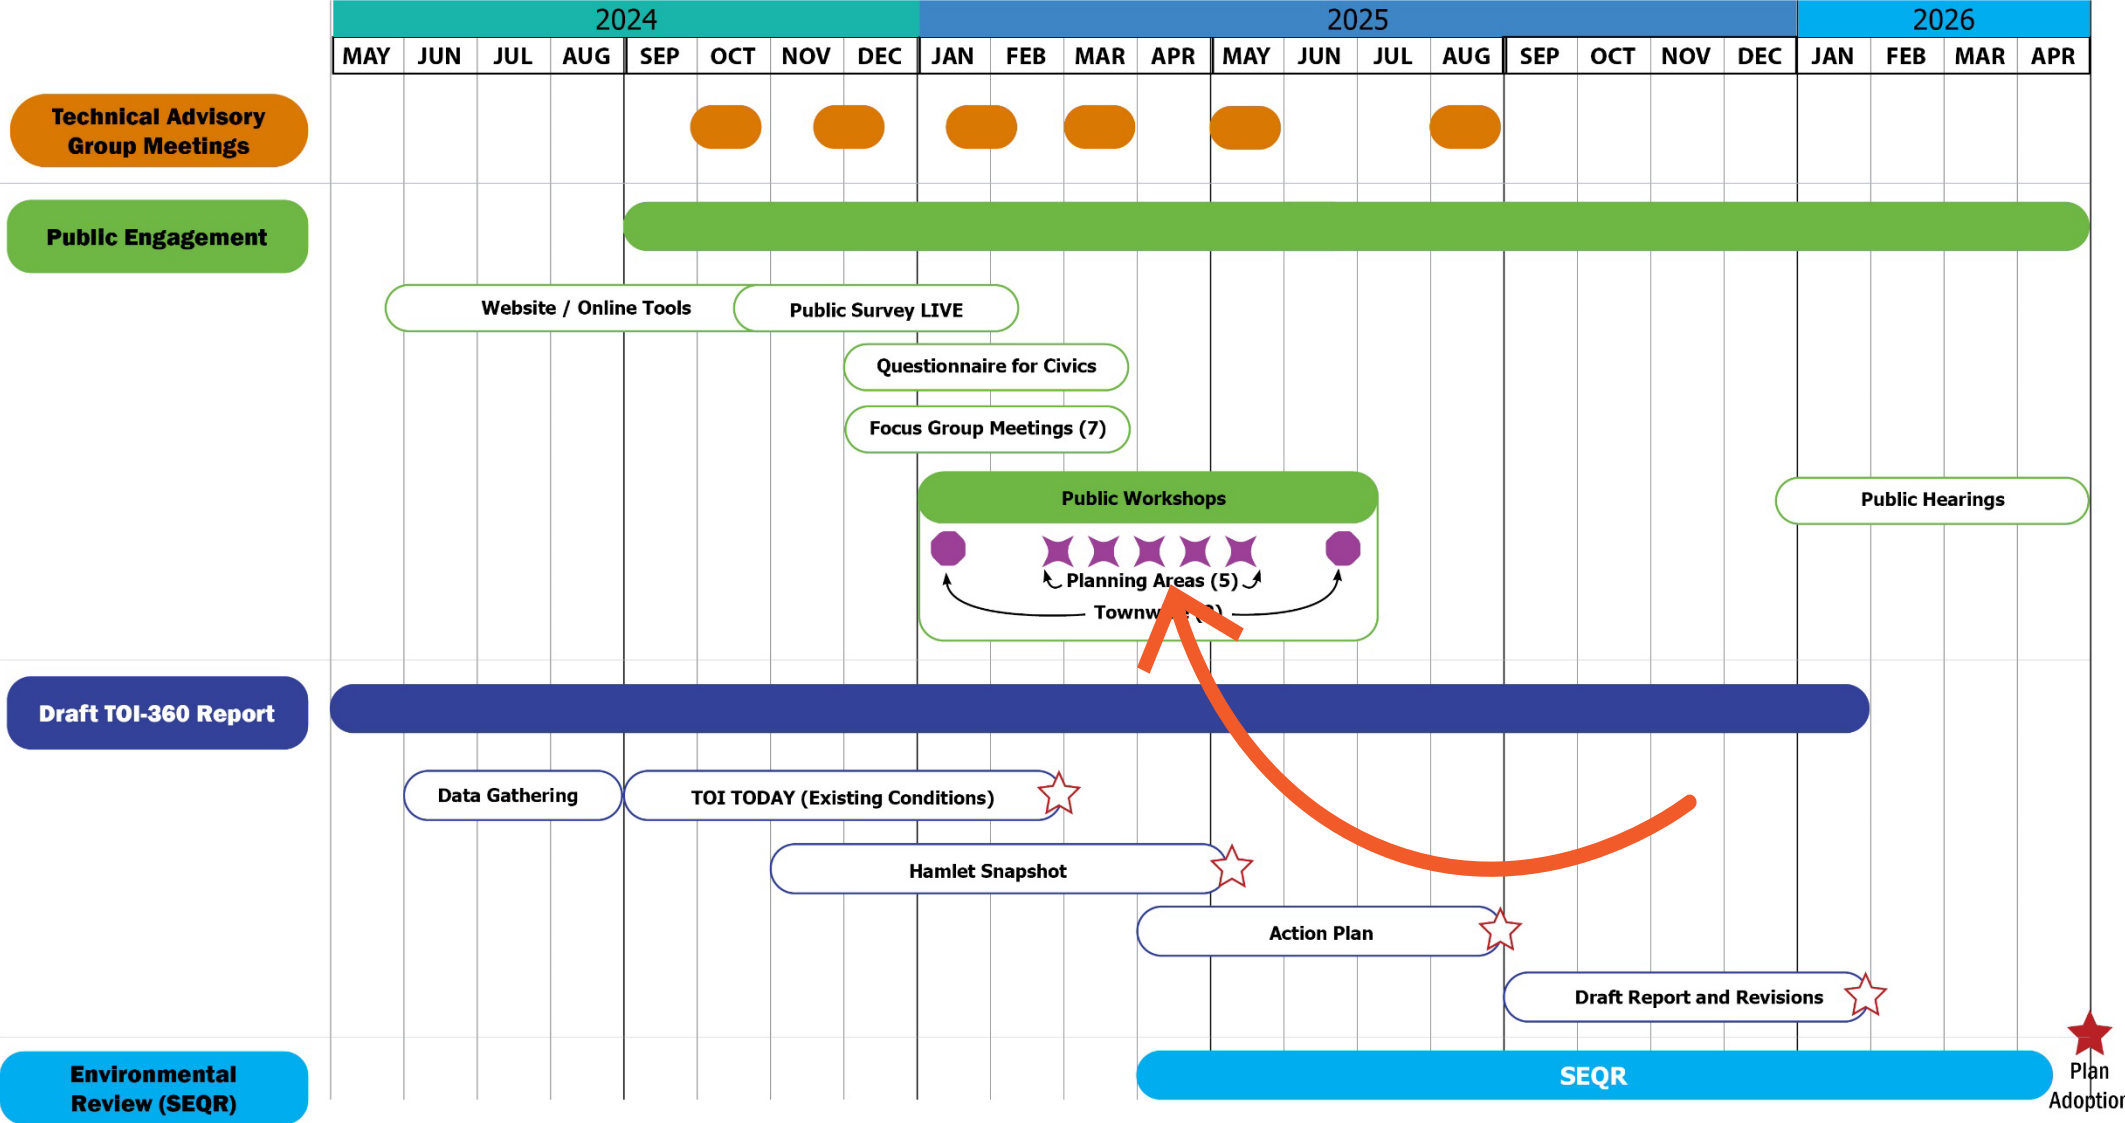 2024
2025
2026
MAY JUN JUL AUG SEP OCT NOV DEC JAN FEB MAR APR MAY JUN JUL AUG SEP OCT NOV DEC JAN FEB MAR APR
Technical Advisory
Group Meetings
Public Engagement
Website / Online Tools
Public Survey LIVE
Questionnaire for Civics
Focus Group Meetings (7)
Public Workshops
Public Hearings
Planning Areas (5)
Draft TOI-360 Report
Data Gathering
TOI TODAY (Existing Conditions)
Hamlet Snapshot
Action Plan
Draft Report and Revisions
Environmental
Review (SEQR)
SEQR
Plan
Adoption